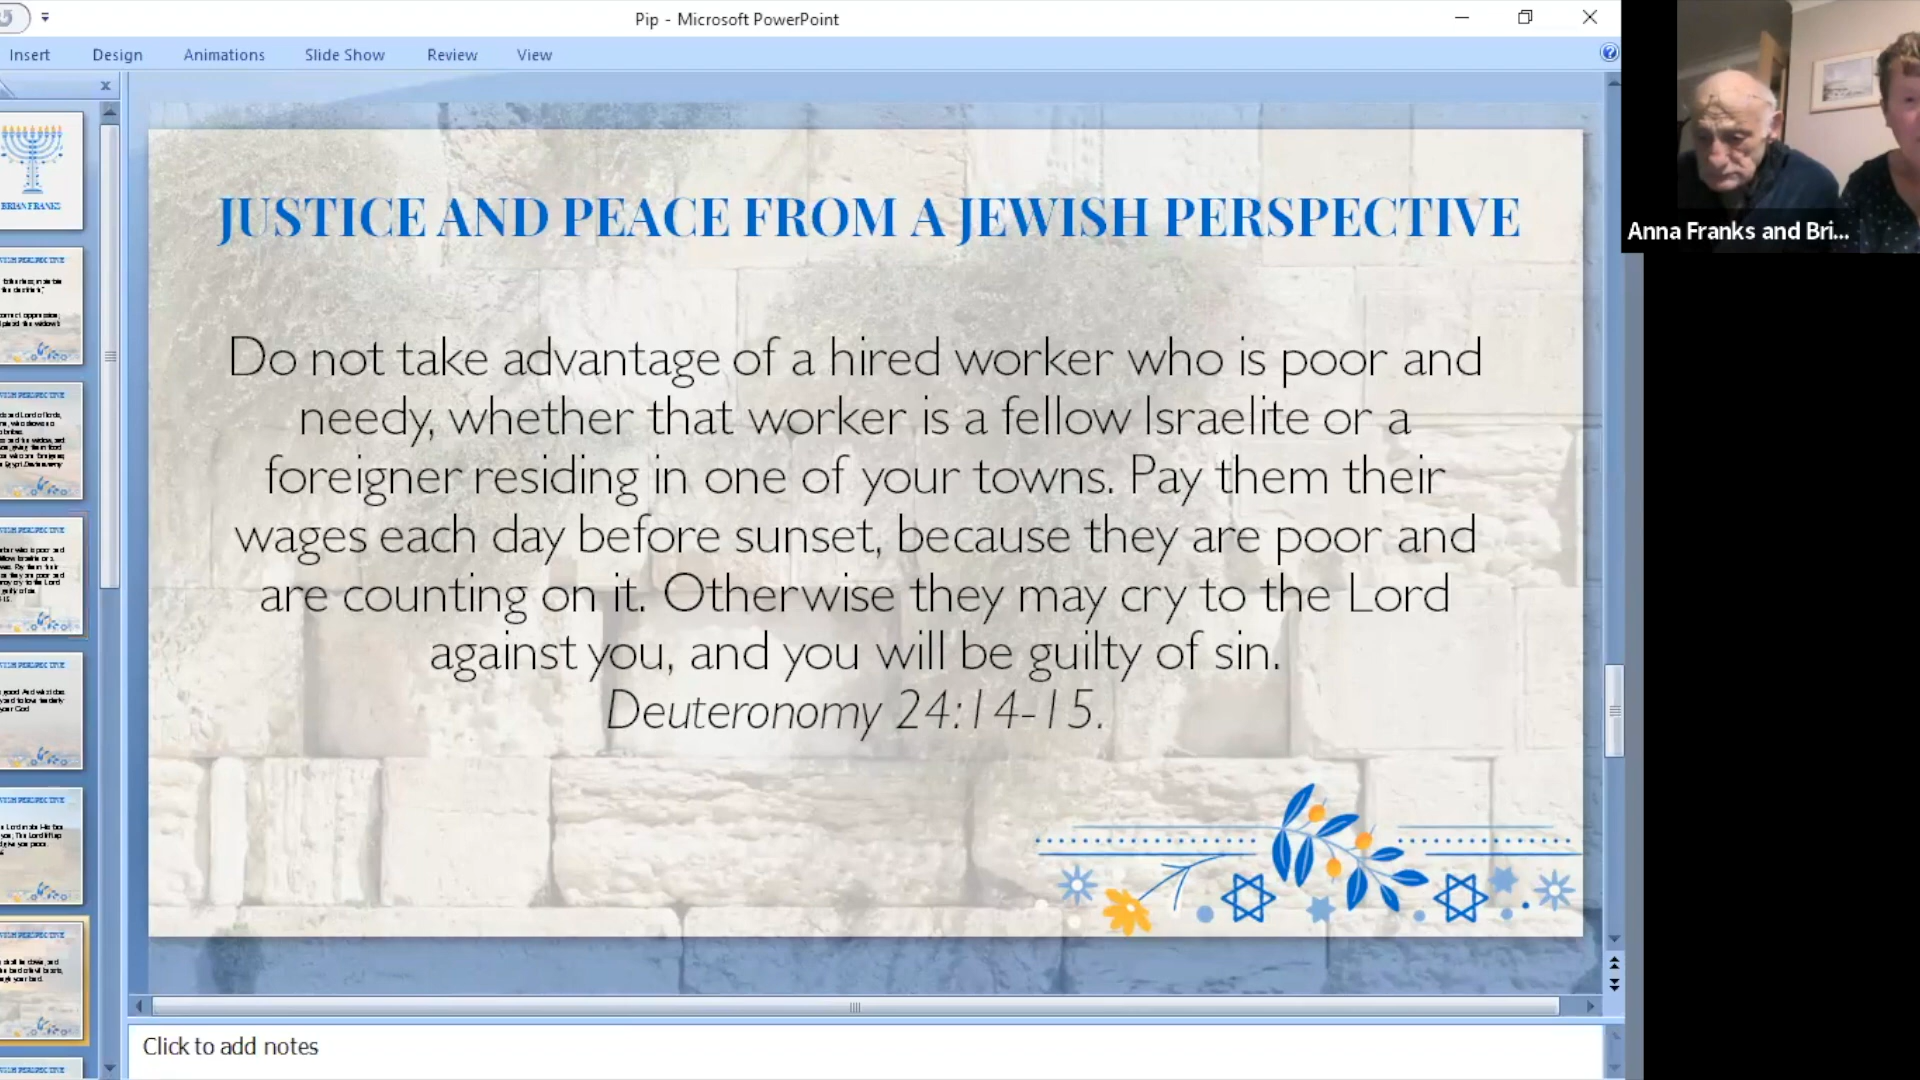 Pip - Microsoft PowerPoint
Insert Design Animations Slide Show Review View
BRIAN FRANKS
JUSTICE AND PEACE FROM A JEWISH PERSPECTIVE
Do not take advantage of a hired worker who is poor and
needy, whether that worker is a fellow Israelite or a
foreigner residing in one of your towns. Pay them their
wages each day before sunset, because they are poor and
are counting on it. Otherwise they may cry to the Lord
against you, and you will be guilty of sin.
Deuteronomy 24:14-15.
Click to add notes
Anna Franks and Bri...